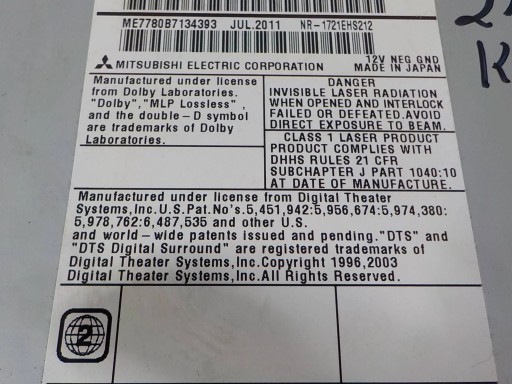 ME7780B7134393 JUL.2011 NR-1721EHS212
MITSUBISHI ELECTRIC CORPORATION
12V NEG GND
MADE IN JAPAN
Manufactured under license
from Dolby Laboratories.
"Dolby","MLP Lossless",
and the double-D symbol
are trademarks of Dolby
Laboratories.
DANGER
INVISIBLE LASER RADIATION
WHEN OPENED AND INTERLOCK
FAILED OR DEFEATED.AVOID
DIRECT EXPOSURE TO BEAM.
CLASS 1 LASER PRODUCT
PRODUCT COMPLIES WITH
DHHS RULES 21 CFR
SUBCHAPTER J PART 1040:10
AT DATE OF MANUFACTURE.
Manufactured under license from Digital Theater
Systems,Inc.U.S.Pat.No's.5,451,942:5,956,674:5,974,380:
5,978,762:6,487,535 and other U.S.
and world-wide patents issued and pending."DTS" and
"DTS Digital Surround" are registered trademarks of
Digital Theater Systems,Inc.Copyright 1996,2003
Digital Theater Systems,Inc.All Rights Reserved.
2